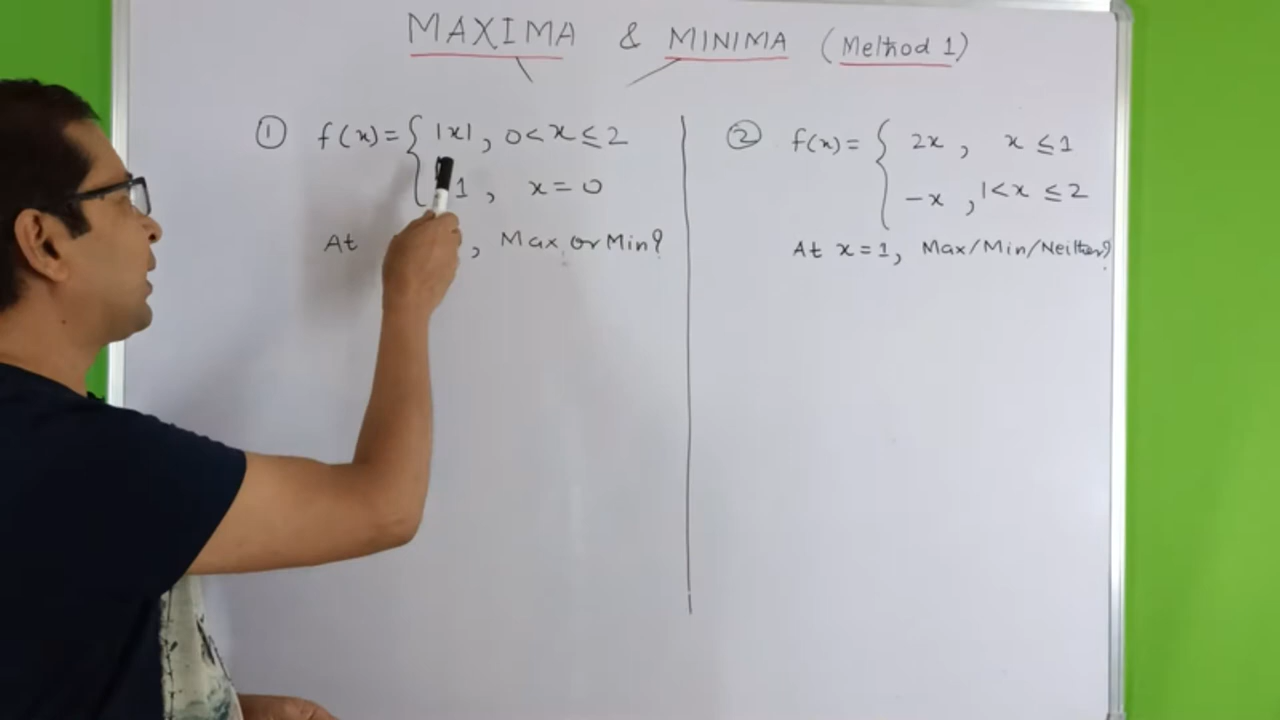 MAXIMA & MINIMA (Method 1)
① f(x)= { |x|, 0<x≤2
1, x=0
At , Max or Min?
② f(x)= { 2x, x≤1
-x, 1<x≤2
At x=1, Max/Min/Neither?